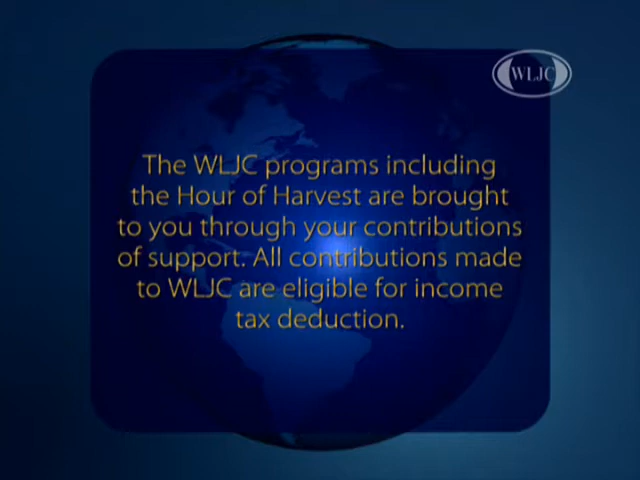 WLJC
The WLJC programs including
the Hour of Harvest are brought
to you through your contributions
of support. All contributions made
to WLJC are eligible for income
tax deduction.